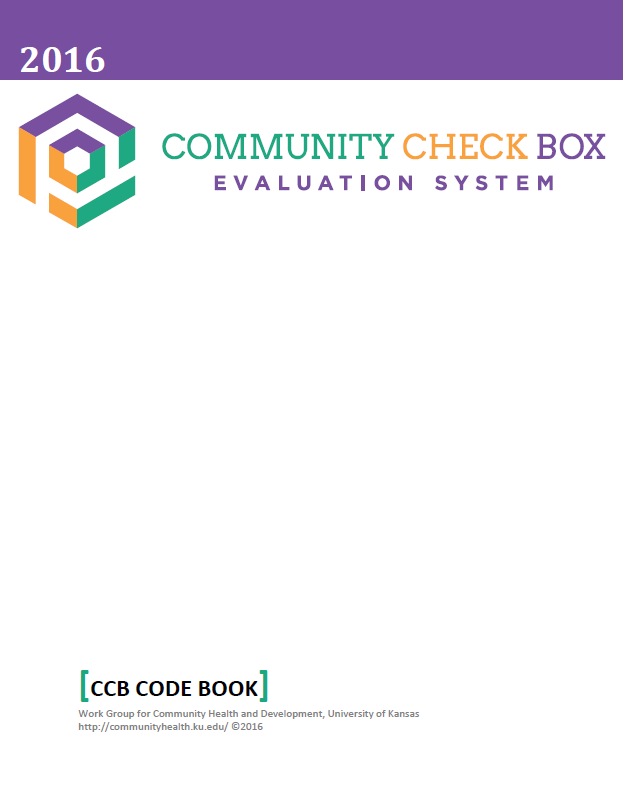 2016
COMMUNITY CHECK BOX
EVALUATION SYSTEM
[CCB CODE BOOK]
Work Group for Community Health and Development, University of Kansas
http://communityhealth.ku.edu/ ©2016